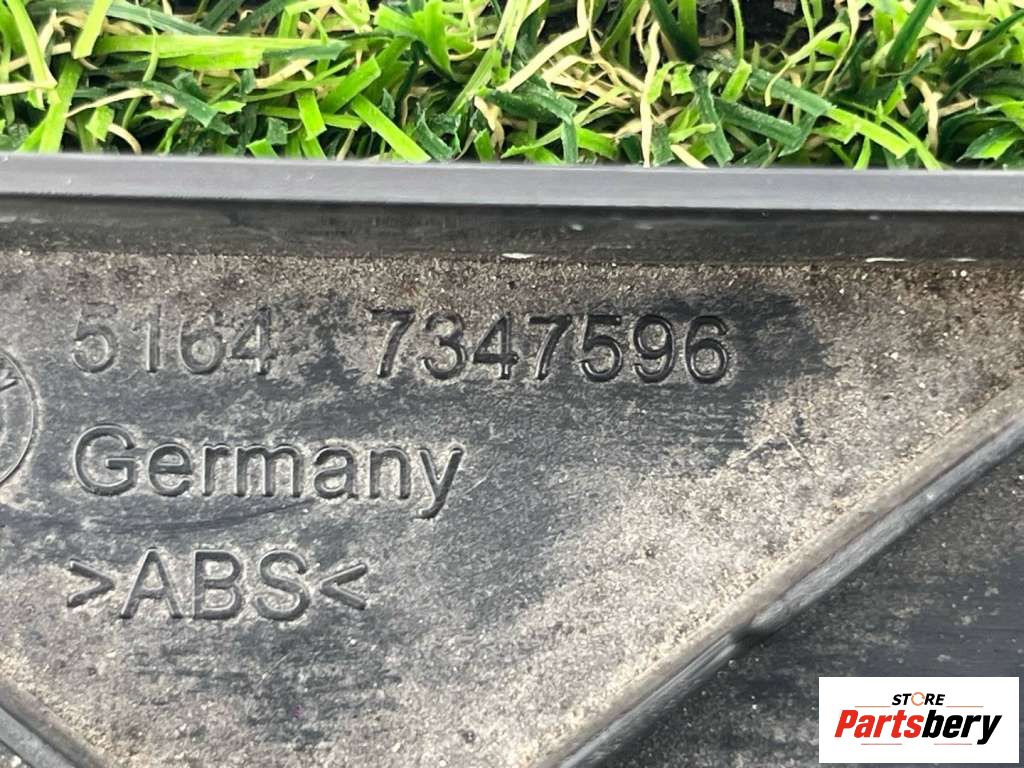 5164 7347596
Germany
>ABS<
STORE
Partsbery